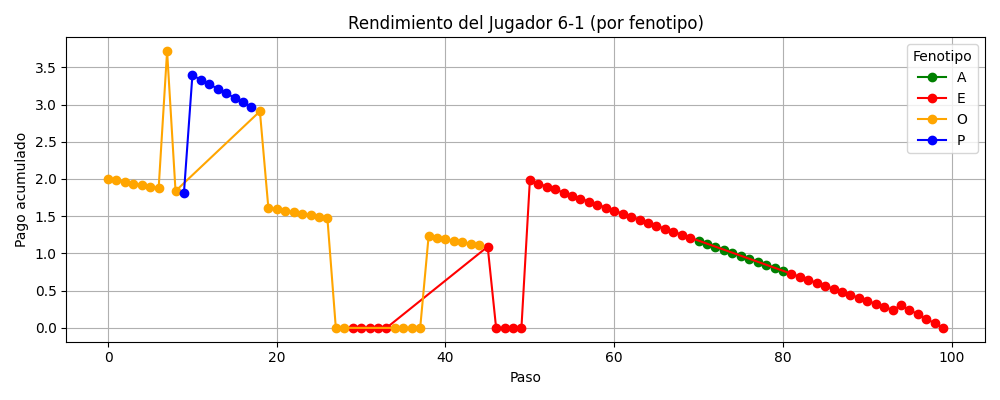 Rendimiento del Jugador 6-1 (por fenotipo)
Pago acumulado
3.5
3.0
2.5
2.0
1.5
1.0
0.5
0.0
Fenotipo
A
E
O
P
0 20 40 60 80 100
Paso